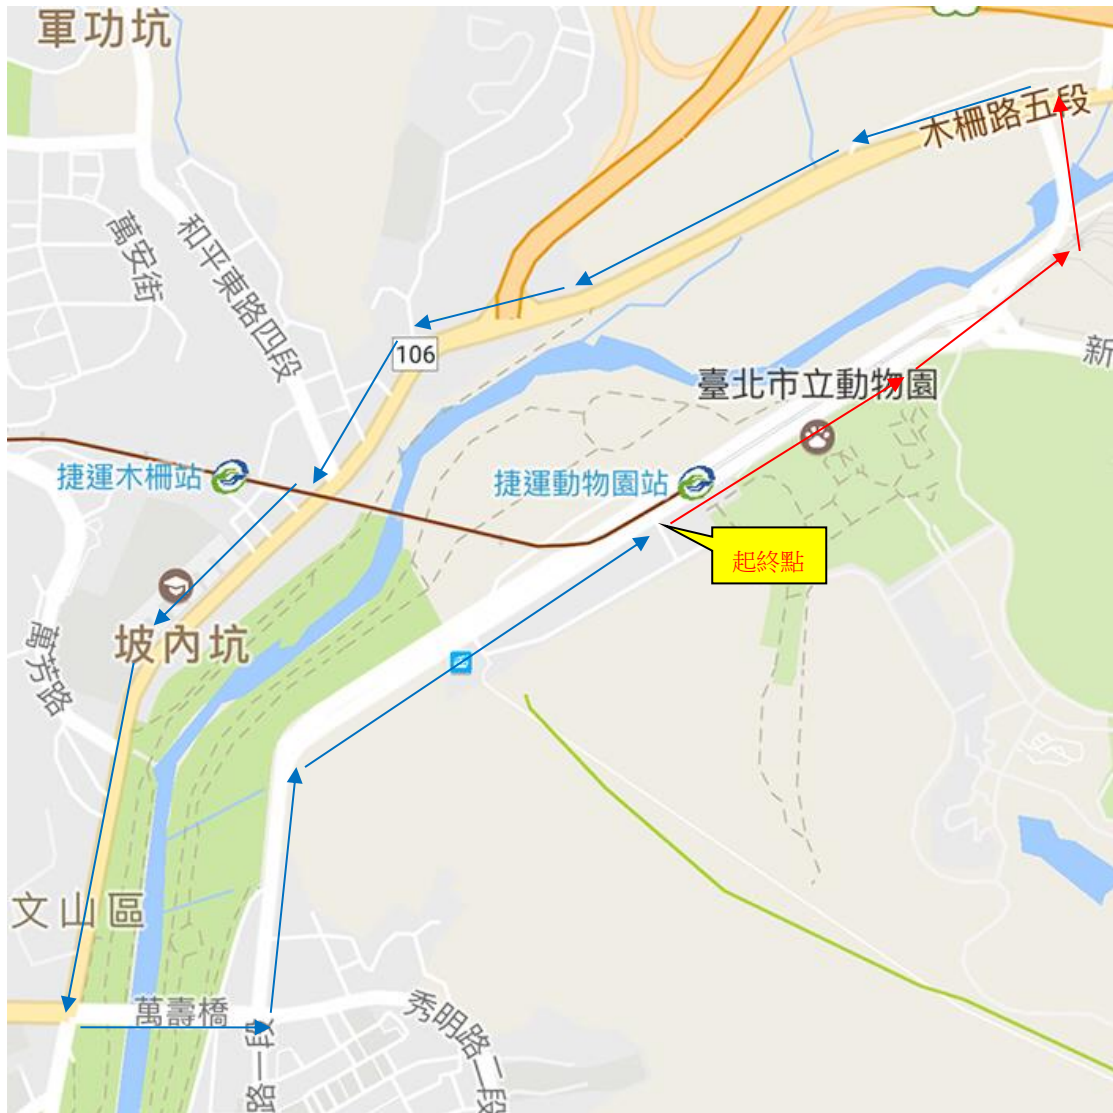 軍功坑
木柵路五段
萬安街
和平東路四段
106
新
臺北市立動物園
捷運木柵站
捷運動物園站
起終點
坡內坑
萬芳路
文山區
萬壽橋
秀明路二段
路一段